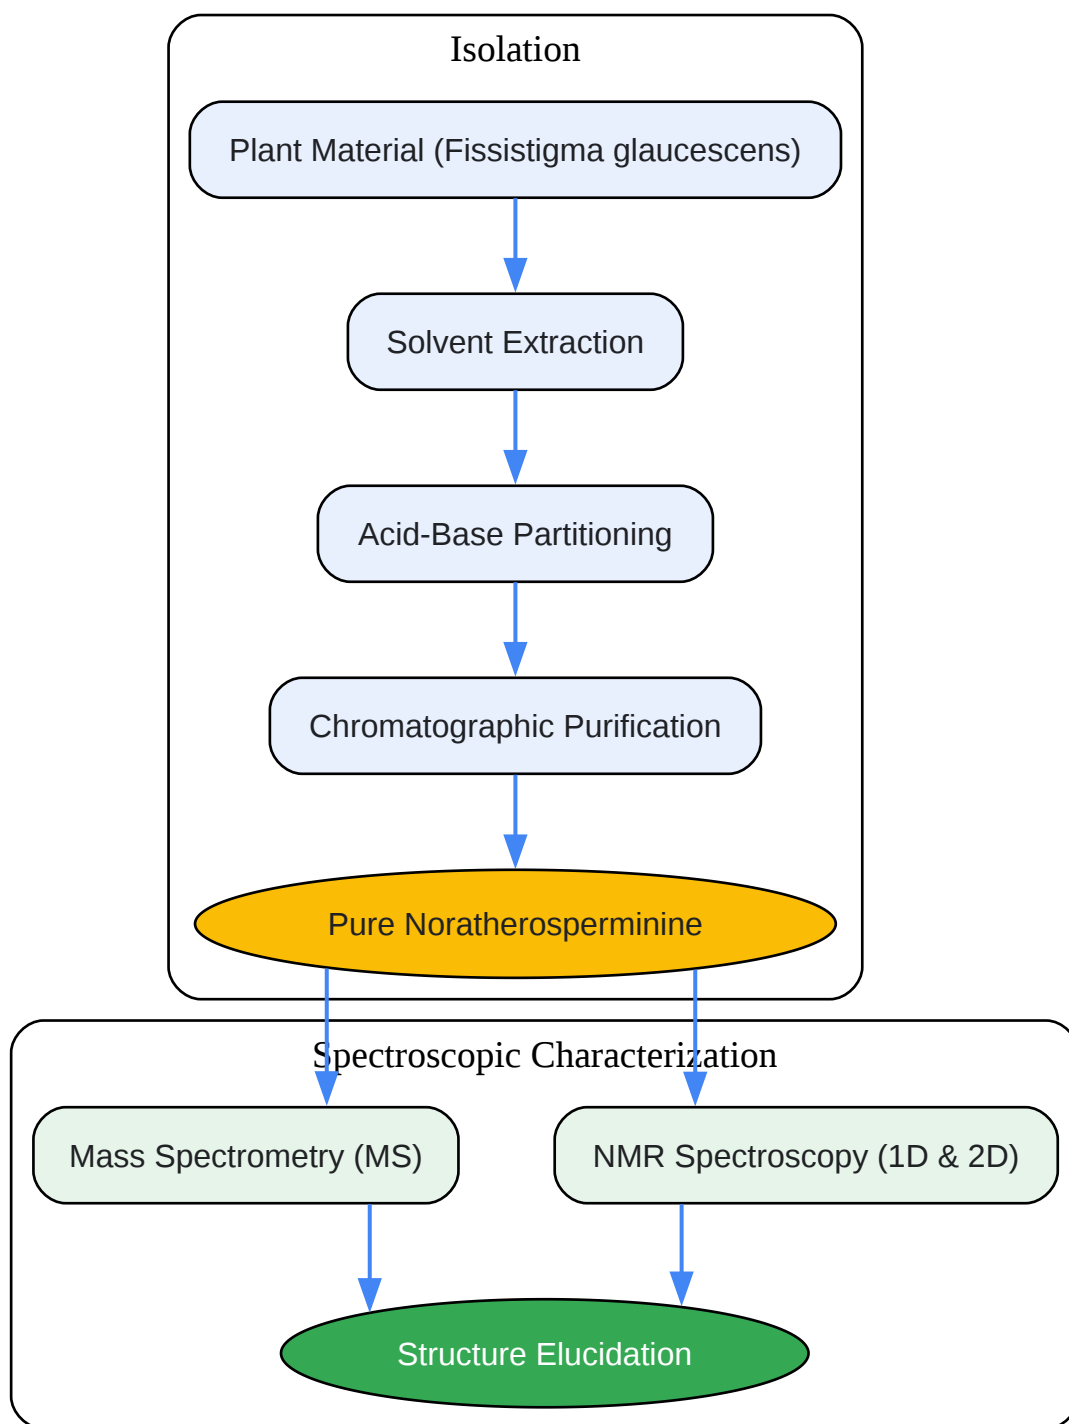 Isolation
Plant Material (Fissistigma glaucescens)
Solvent Extraction
Acid-Base Partitioning
Chromatographic Purification
Pure Noratherosperminine
Spectroscopic Characterization
Mass Spectrometry (MS)
NMR Spectroscopy (1D & 2D)
Structure Elucidation